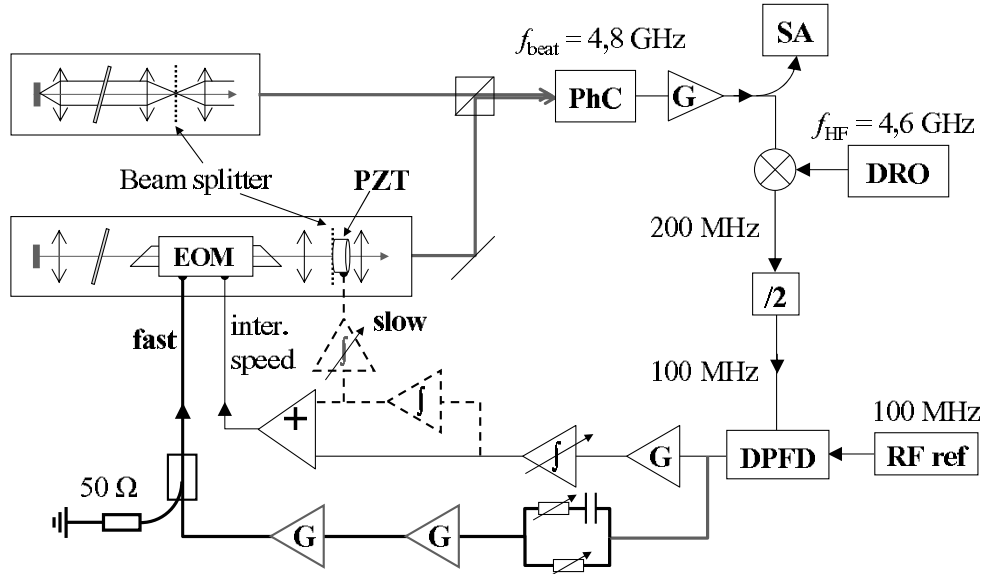 SA
f_beat = 4,8 GHz
PhC
G
f_HF = 4,6 GHz
DRO
Beam splitter
PZT
200 MHz
EOM
/2
fast
inter.
speed
slow
∫
100 MHz
∫
100 MHz
+
∫
G
DPFD
RF ref
50 Ω
G
G